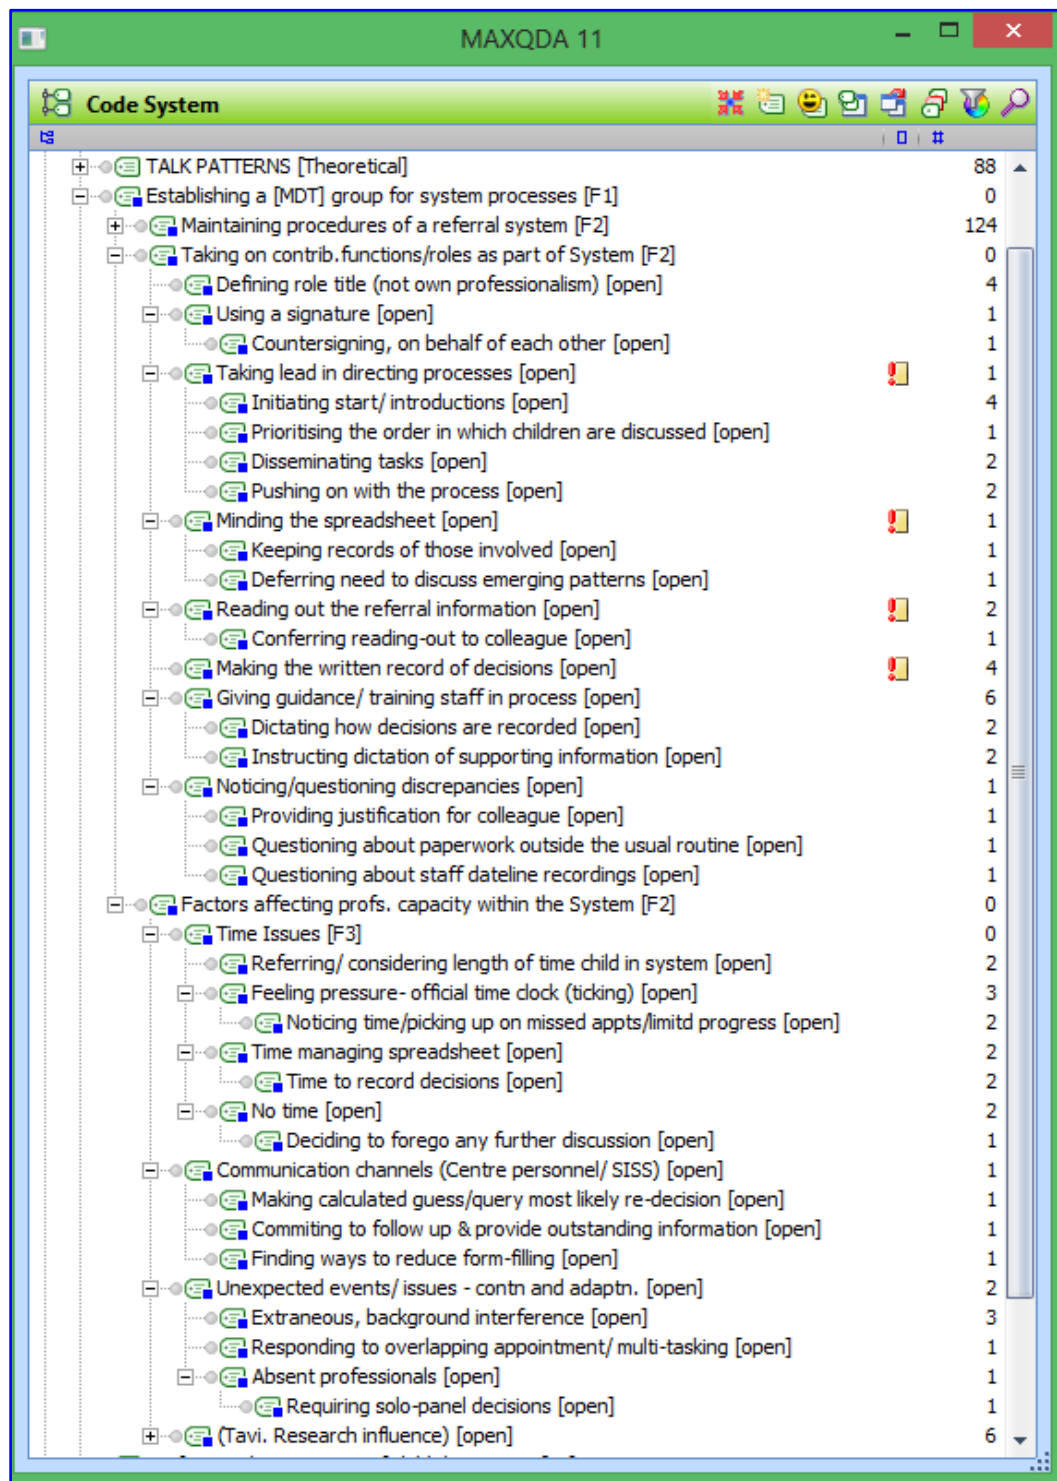 MAXQDA 11
Code System
TALK PATTERNS [Theoretical] 88
Establishing a [MDT] group for system processes [F1] 0
Maintaining procedures of a referral system [F2] 124
Taking on contrib.functions/roles as part of System [F2] 0
Defining role title (not own professionalism) [open] 4
Using a signature [open] 1
Countersigning, on behalf of each other [open] 1
Taking lead in directing processes [open] 1
Initiating start/ introductions [open] 4
Prioritising the order in which children are discussed [open] 1
Disseminating tasks [open] 2
Pushing on with the process [open] 2
Minding the spreadsheet [open] 1
Keeping records of those involved [open] 1
Deferring need to discuss emerging patterns [open] 1
Reading out the referral information [open] 2
Conferring reading-out to colleague [open] 1
Making the written record of decisions [open] 4
Giving guidance/ training staff in process [open] 6
Dictating how decisions are recorded [open] 2
Instructing dictation of supporting information [open] 2
Noticing/questioning discrepancies [open] 1
Providing justification for colleague [open] 1
Questioning about paperwork outside the usual routine [open] 1
Questioning about staff dateline recordings [open] 1
Factors affecting profs. capacity within the System [F2] 0
Time Issues [F3] 0
Referring/ considering length of time child in system [open] 2
Feeling pressure- official time clock (ticking) [open] 3
Noticing time/picking up on missed appts/limitd progress [open] 2
Time managing spreadsheet [open] 2
Time to record decisions [open] 2
No time [open] 2
Deciding to forego any further discussion [open] 1
Communication channels (Centre personnel/ SISS) [open] 1
Making calculated guess/query most likely re-decision [open] 1
Commiting to follow up & provide outstanding information [open] 1
Finding ways to reduce form-filling [open] 1
Unexpected events/ issues - contn and adaptn. [open] 2
Extraneous, background interference [open] 3
Responding to overlapping appointment/ multi-tasking [open] 1
Absent professionals [open] 1
Requiring solo-panel decisions [open] 1
(Tavi. Research influence) [open] 6